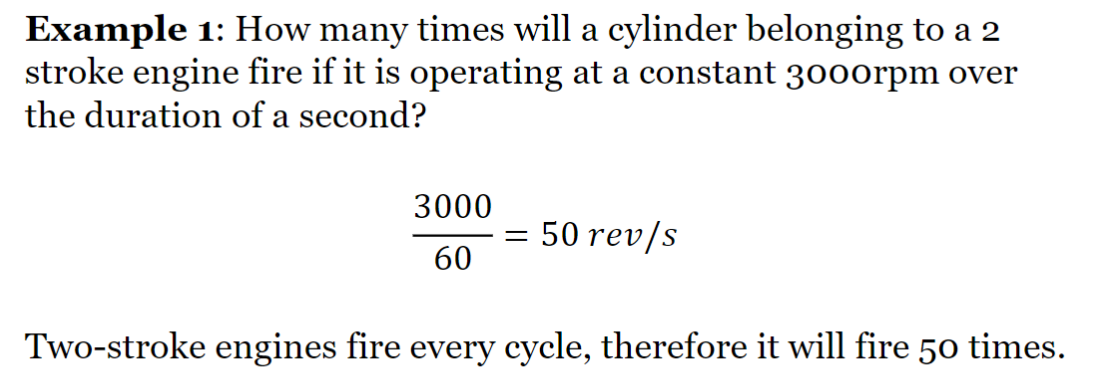 Example 1: How many times will a cylinder belonging to a 2
stroke engine fire if it is operating at a constant 3000rpm over
the duration of a second?
3000
60
= 50 rev/s
Two-stroke engines fire every cycle, therefore it will fire 50 times.